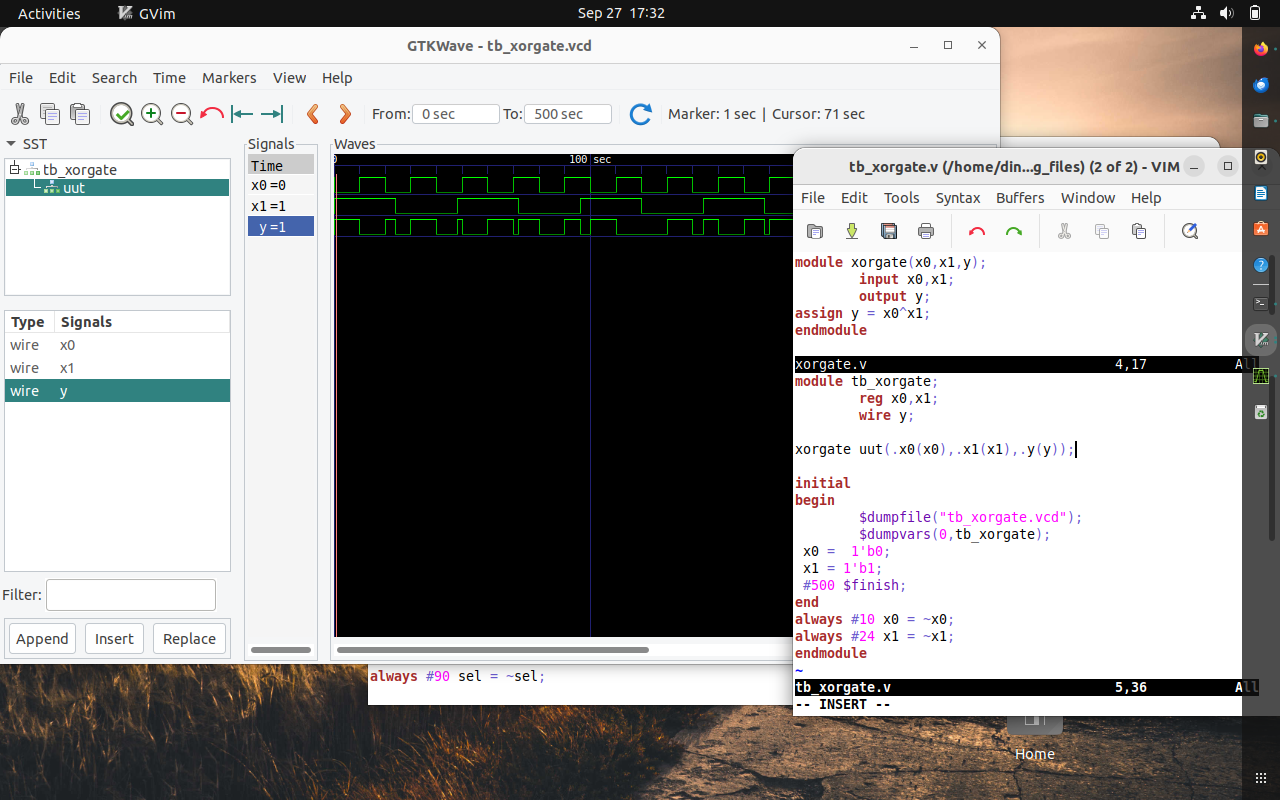 Activities
GVim
Sep 27 17:32
GTKWave - tb_xorgate.vcd
File Edit Search Time Markers View Help
From: 0 sec To: 500 sec Marker: 1 sec | Cursor: 71 sec
SST
tb_xorgate
uut
Type Signals
wire x0
wire x1
wire y
Filter:
Append Insert Replace
Signals
Time
x0 =0
x1 =1
y =1
Waves
0 100 sec
always #90 sel = ~sel;
tb_xorgate.v (/home/din...g_files) (2 of 2) - VIM
File Edit Tools Syntax Buffers Window Help
module xorgate(x0,x1,y);
input x0,x1;
output y;
assign y = x0^x1;
endmodule
xorgate.v 4,17 All
module tb_xorgate;
reg x0,x1;
wire y;
xorgate uut(.x0(x0),.x1(x1),.y(y));
initial
begin
$dumpfile("tb_xorgate.vcd");
$dumpvars(0,tb_xorgate);
x0 = 1'b0;
x1 = 1'b1;
#500 $finish;
end
always #10 x0 = ~x0;
always #24 x1 = ~x1;
endmodule
~
tb_xorgate.v 5,36 All
-- INSERT --
Home